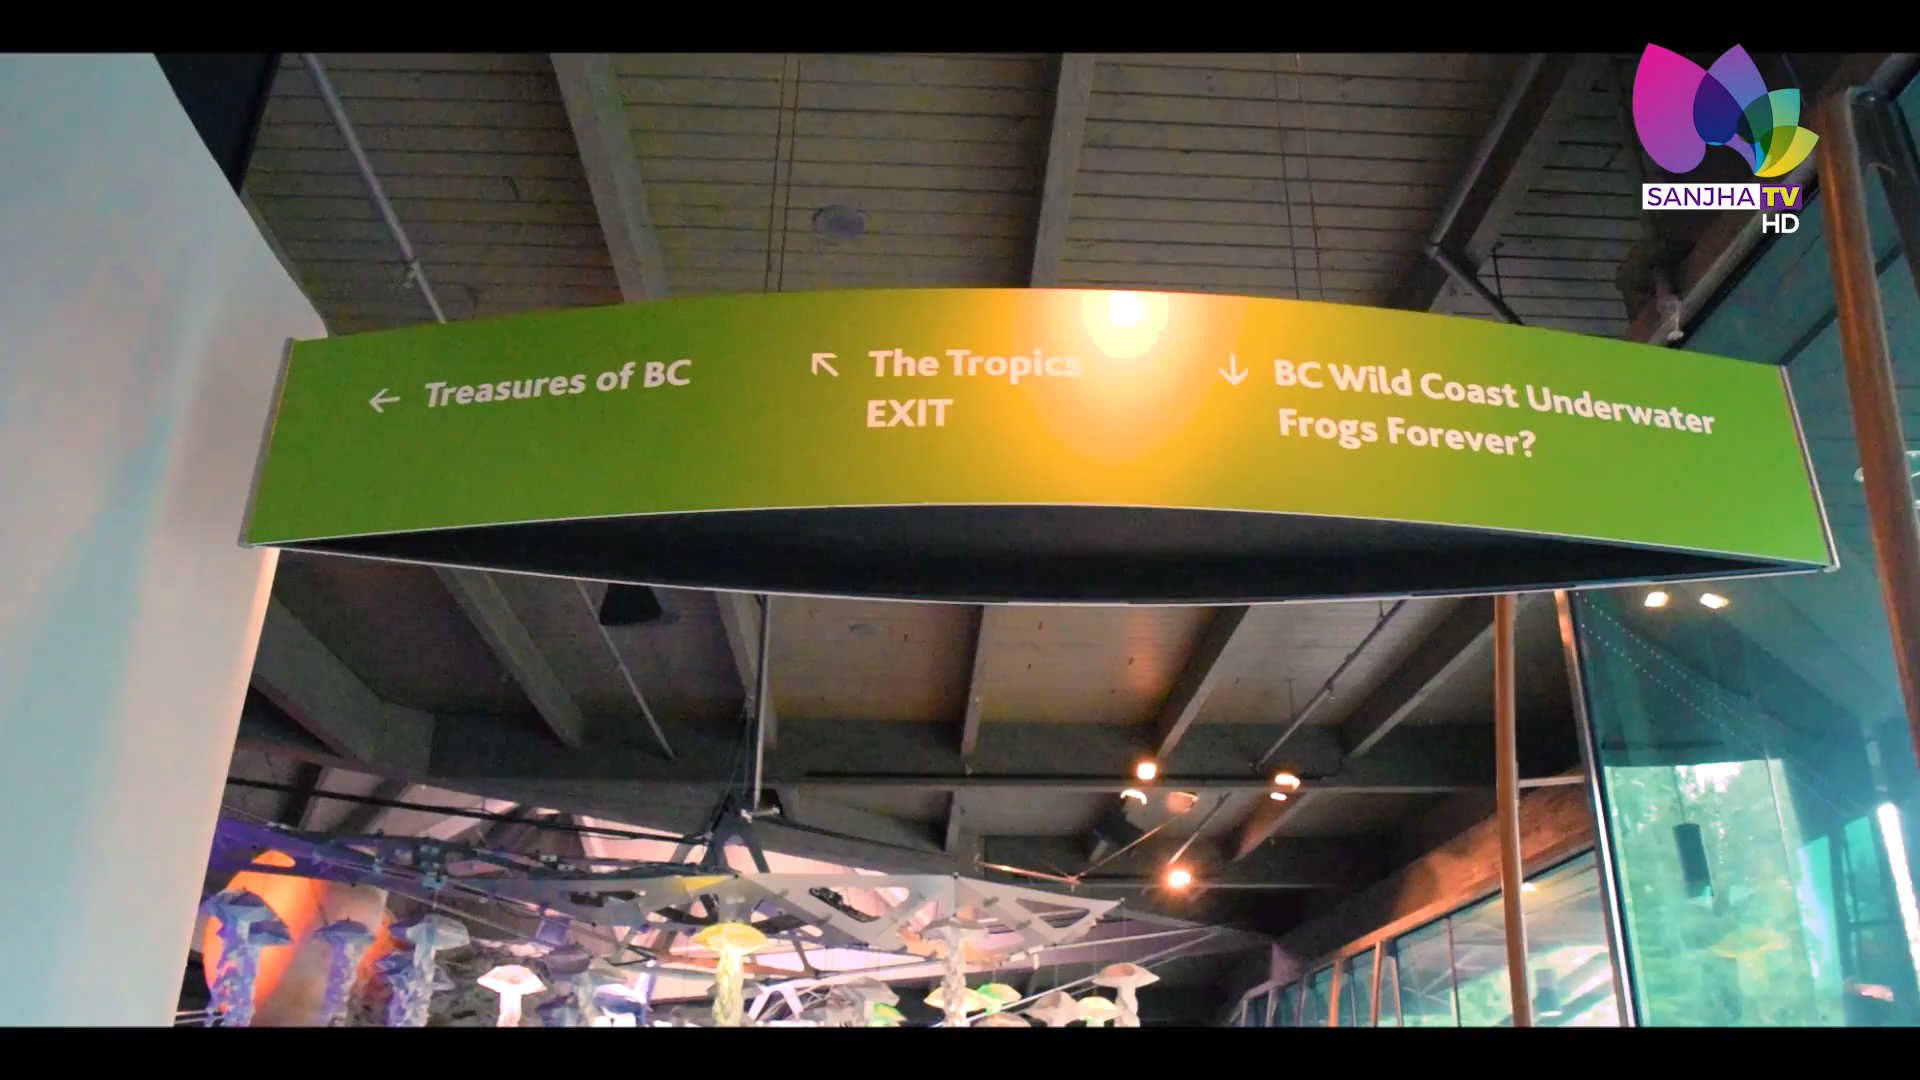 SANJHA TV
HD
← Treasures of BC
↖ The Tropics
EXIT
↓ BC Wild Coast Underwater
Frogs Forever?